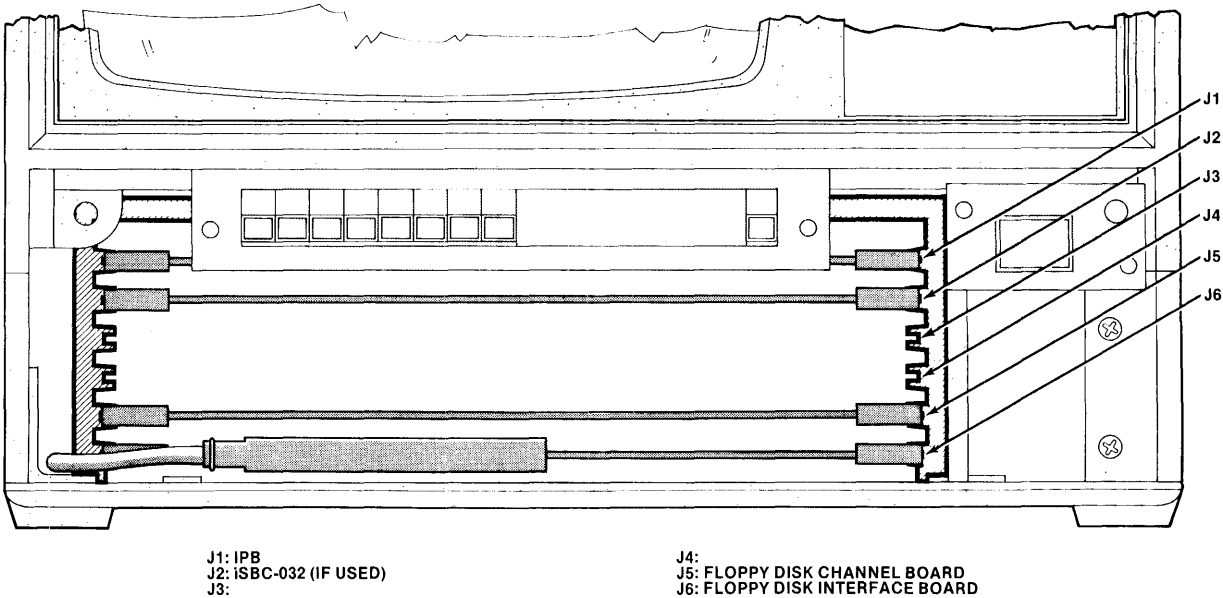 J1
J2
J3
J4
J5
J6
J1: IPB
J2: iSBC-032 (IF USED)
J3:
J4:
J5: FLOPPY DISK CHANNEL BOARD
J6: FLOPPY DISK INTERFACE BOARD